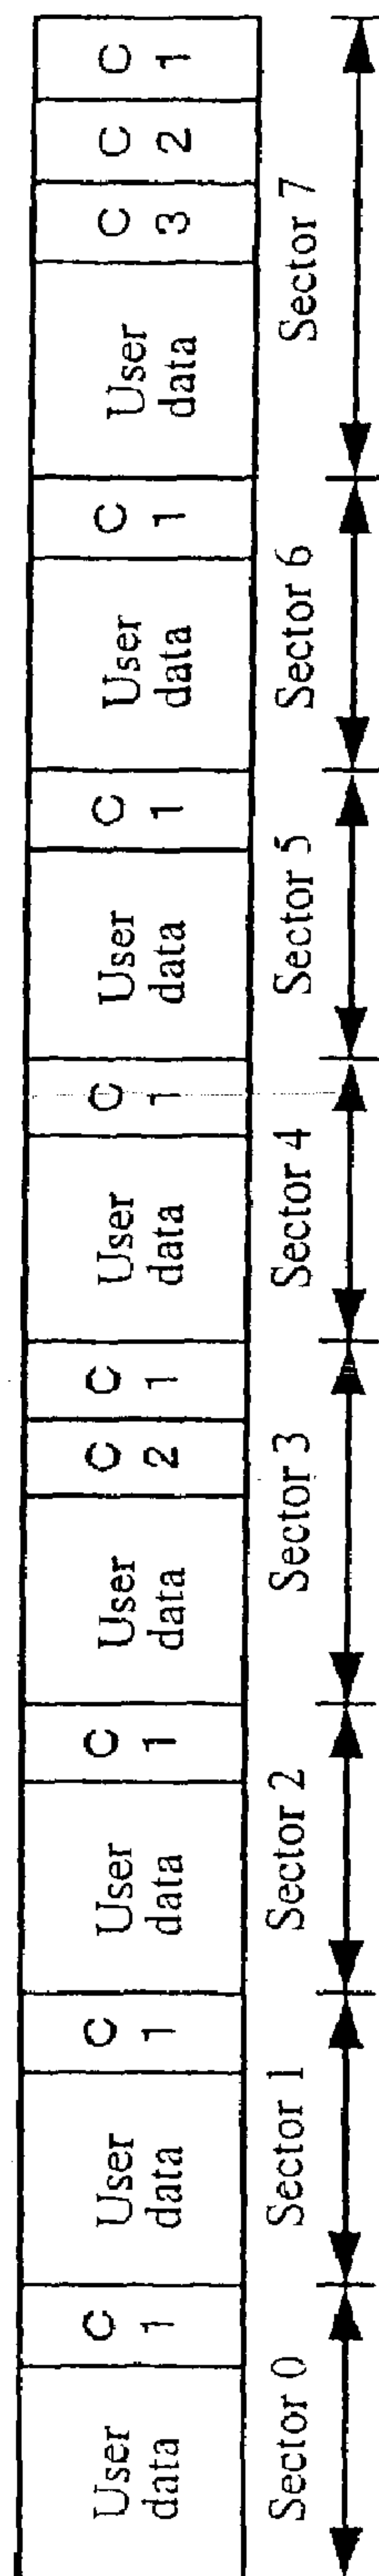 User
data
C
1
User
data
C
1
User
data
C
1
User
data
C
2
C
1
User
data
C
1
User
data
C
1
User
data
C
1
User
data
C
3
C
2
C
1
Sector 0
Sector 1
Sector 2
Sector 3
Sector 4
Sector 5
Sector 6
Sector 7